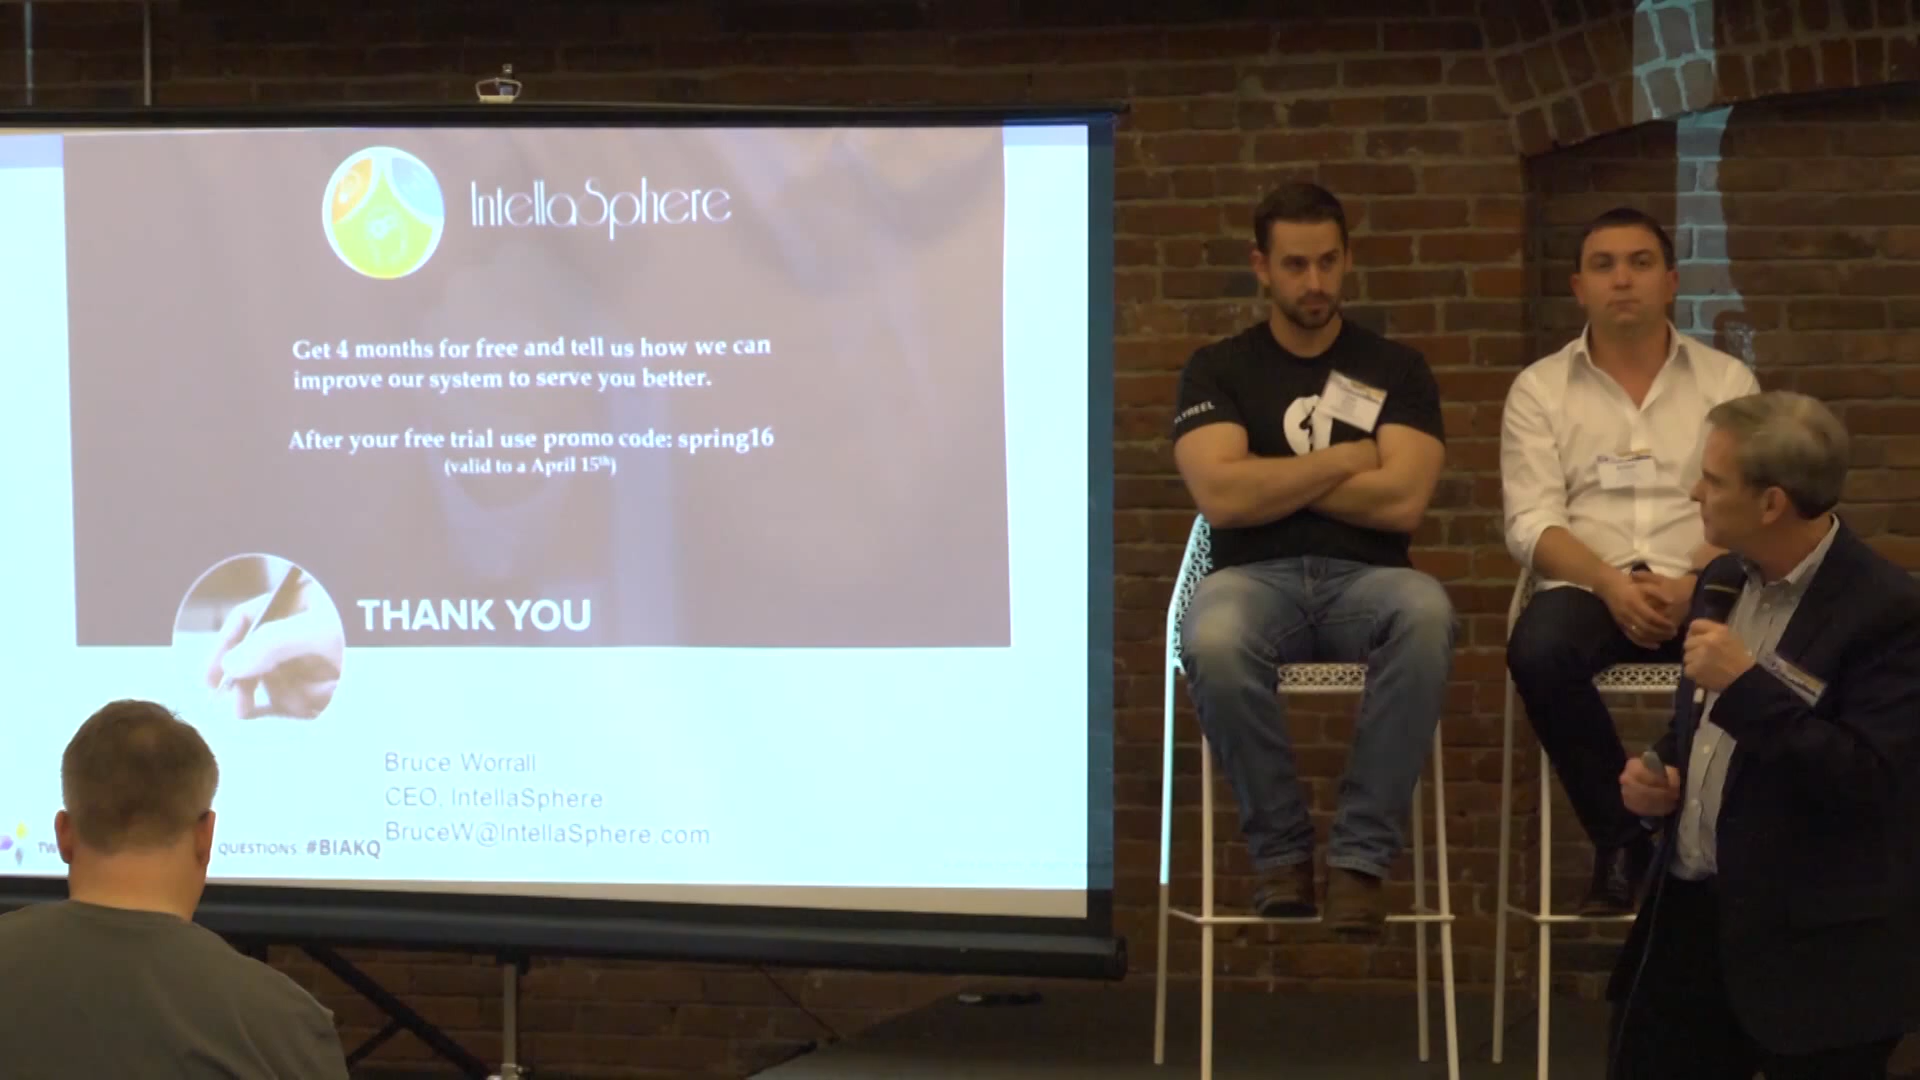 IntellaSphere
Get 4 months for free and tell us how we can
improve our system to serve you better.
After your free trial use promo code: spring16
(valid to a April 15th)
THANK YOU
Bruce Worrall
CEO, IntellaSphere
BruceW@IntellaSphere.com
QUESTIONS #BIAKQ